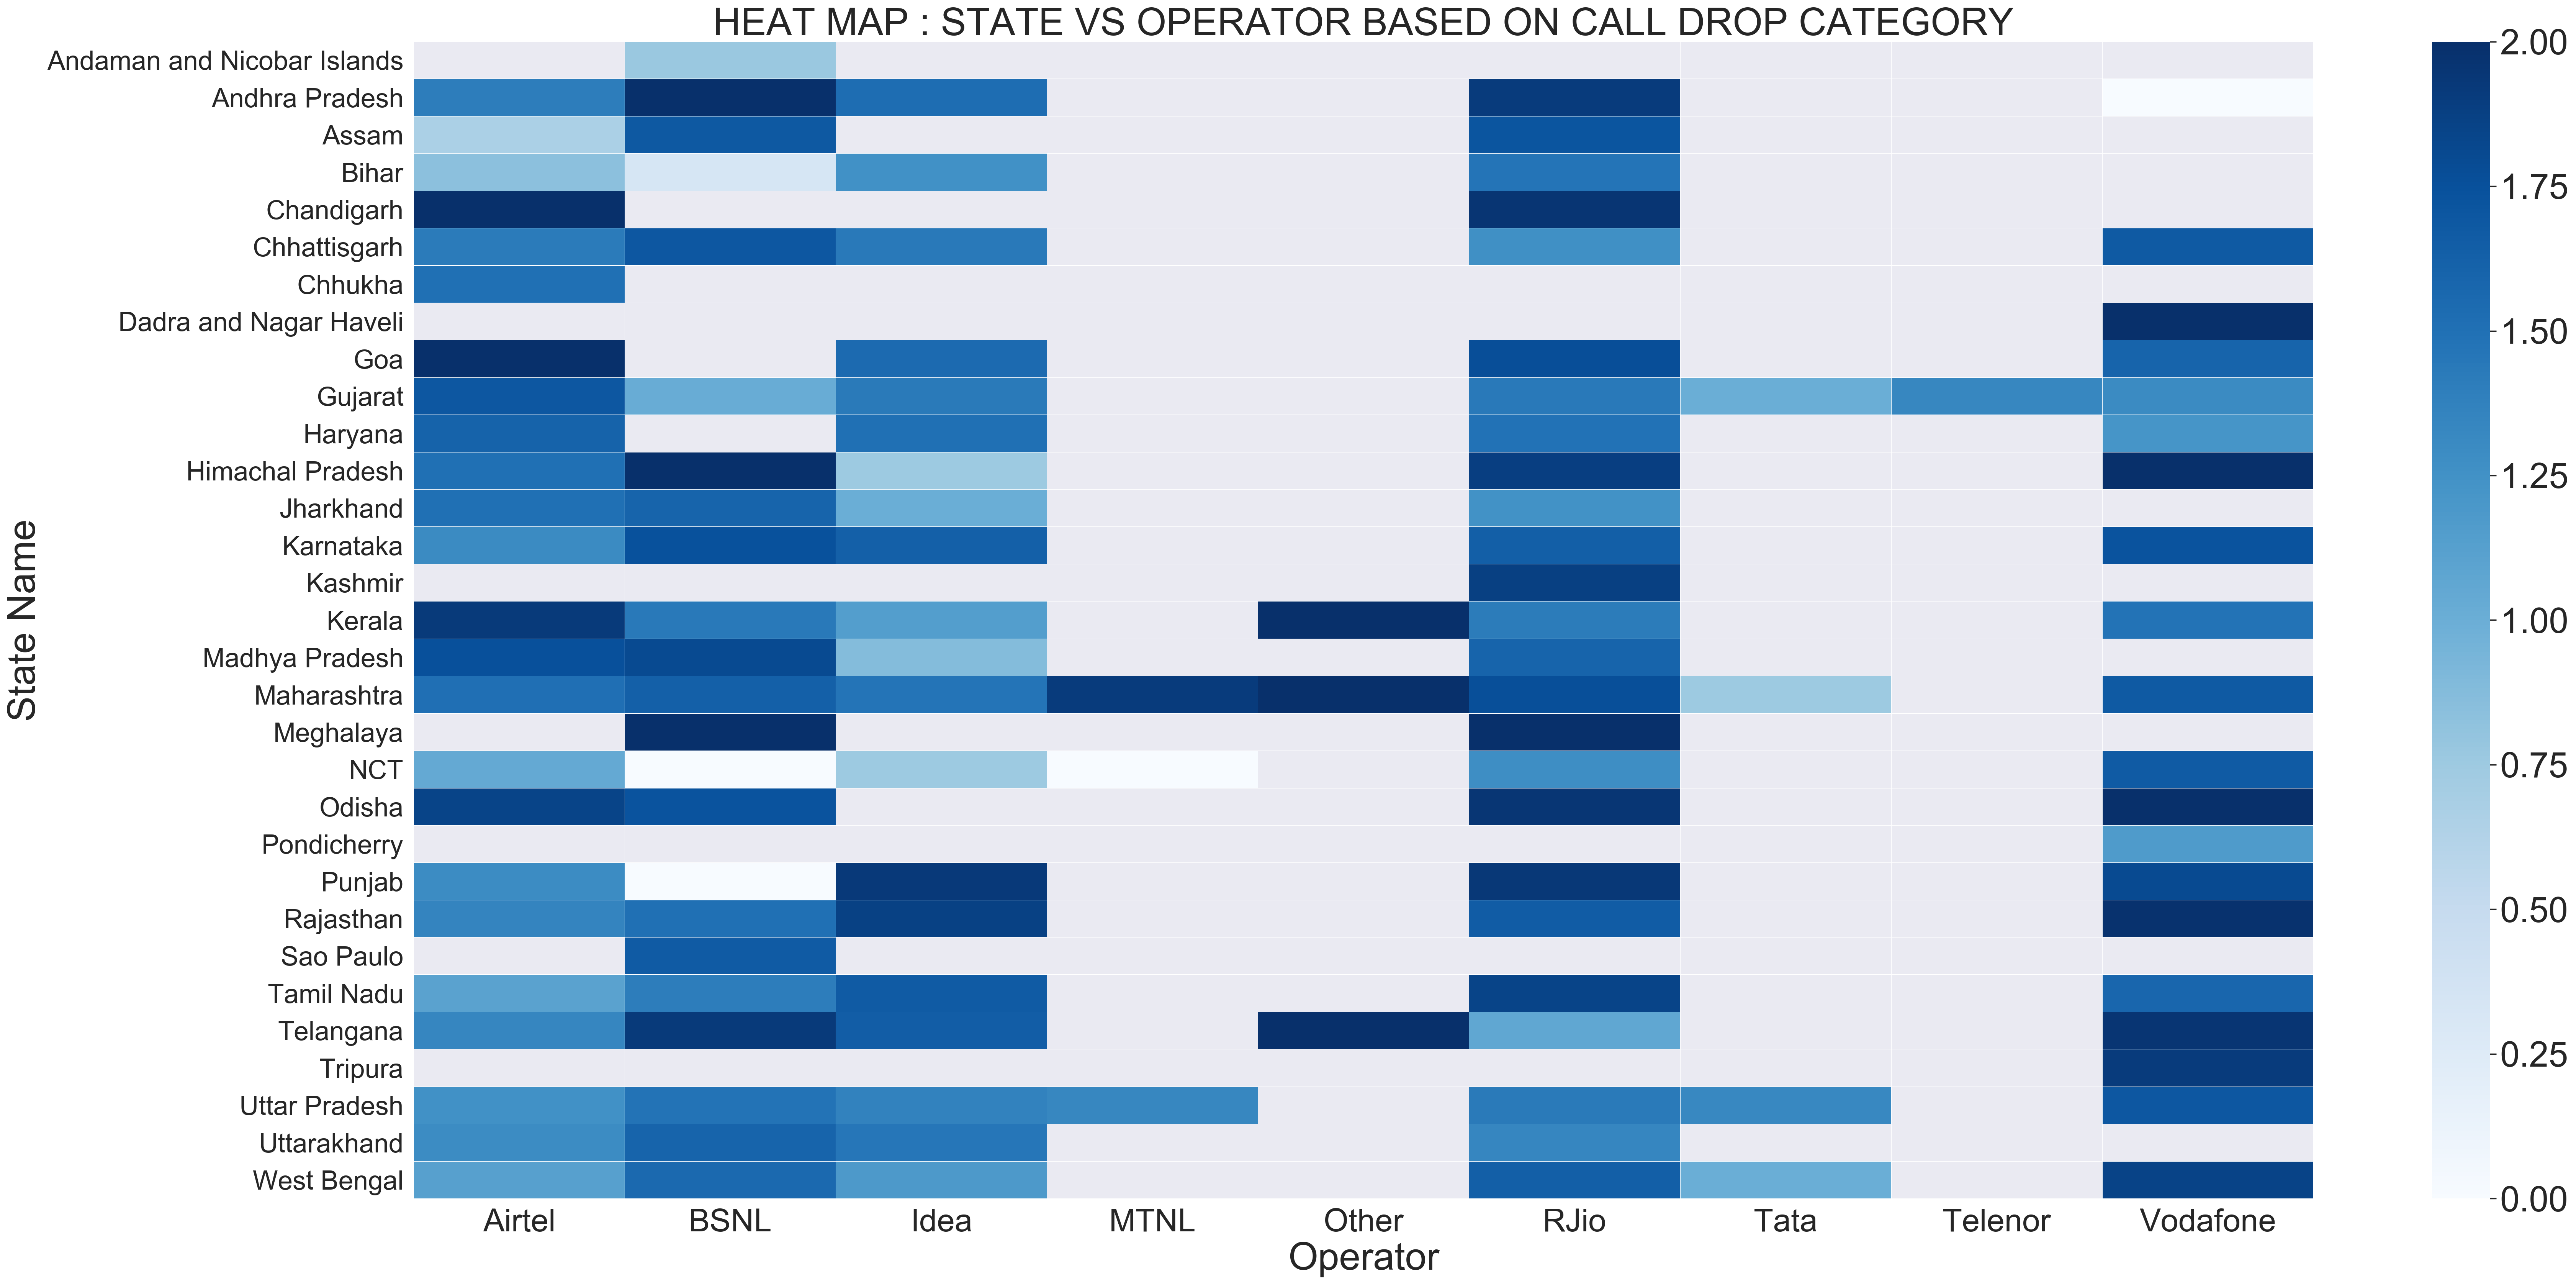 HEAT MAP : STATE VS OPERATOR BASED ON CALL DROP CATEGORY
State Name
Andaman and Nicobar Islands
Andhra Pradesh
Assam
Bihar
Chandigarh
Chhattisgarh
Chhukha
Dadra and Nagar Haveli
Goa
Gujarat
Haryana
Himachal Pradesh
Jharkhand
Karnataka
Kashmir
Kerala
Madhya Pradesh
Maharashtra
Meghalaya
NCT
Odisha
Pondicherry
Punjab
Rajasthan
Sao Paulo
Tamil Nadu
Telangana
Tripura
Uttar Pradesh
Uttarakhand
West Bengal
Airtel BSNL Idea MTNL Other RJio Tata Telenor Vodafone
Operator
2.00
1.75
1.50
1.25
1.00
0.75
0.50
0.25
0.00